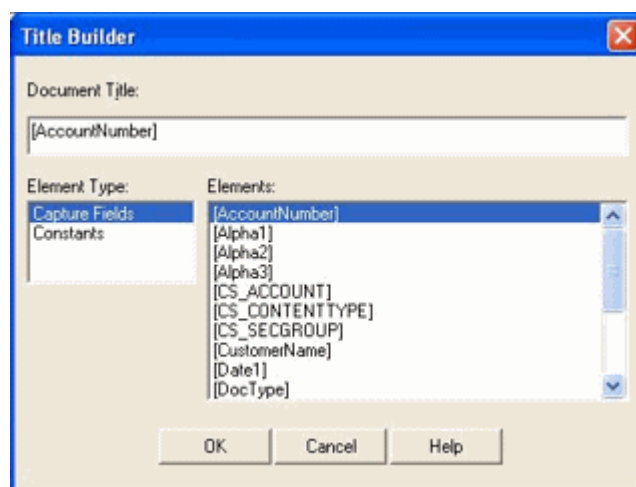 Title Builder
Document Title:
[AccountNumber]
Element Type:
Elements:
Capture Fields
Constants
[AccountNumber]
[Alpha1]
[Alpha2]
[Alpha3]
[CS_ACCOUNT]
[CS_CONTENTTYPE]
[CS_SECGROUP]
[CustomerName]
[Date1]
[DocType]
OK
Cancel
Help